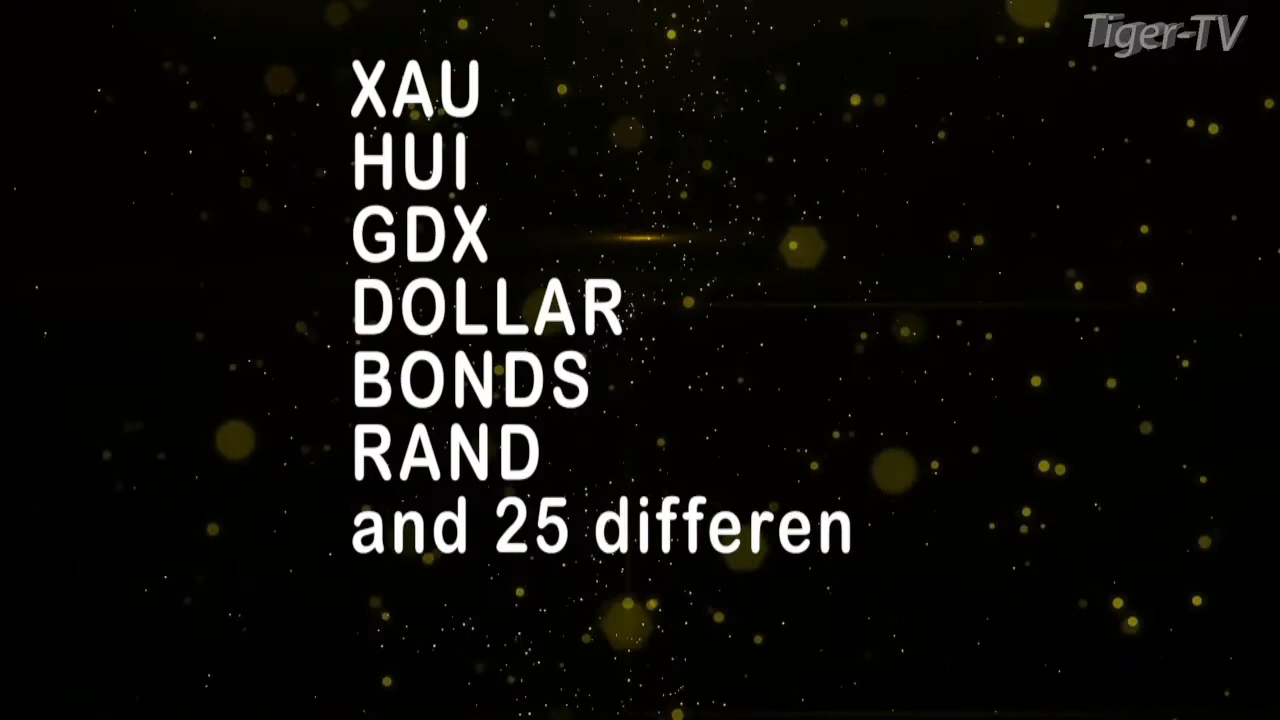 Tiger-TV
XAU
HUI
GDX
DOLLAR
BONDS
RAND
and 25 differen